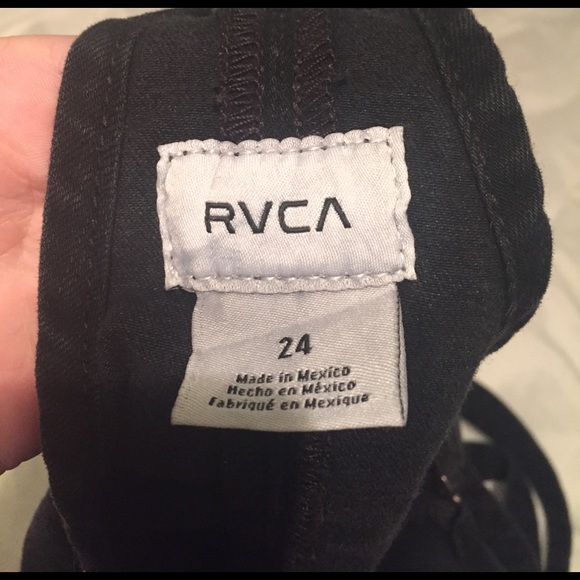 RVCA
24
Made in Mexico
Hecho en México
Fabriqué en Mexique